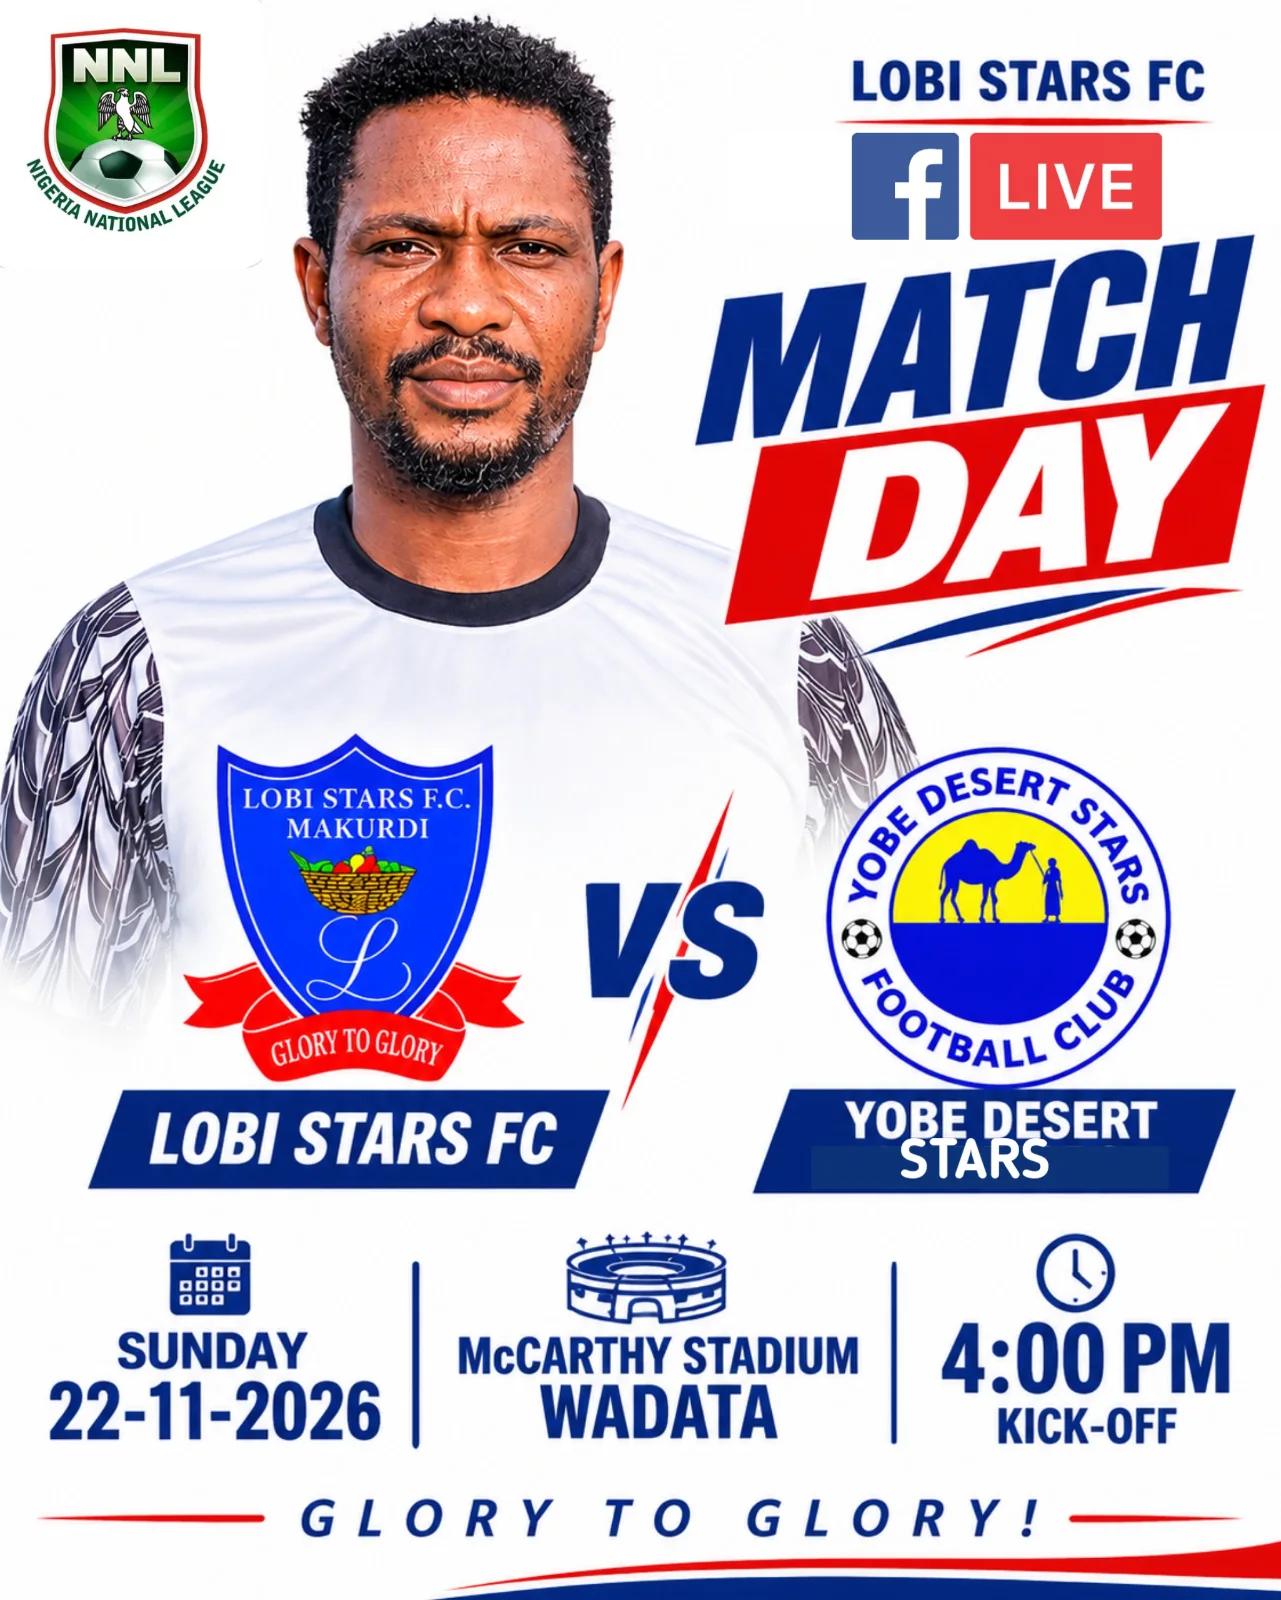 NNL
NIGERIA NATIONAL LEAGUE
LOBI STARS FC
f LIVE
MATCH
DAY
LOBI STARS F.C.
MAKURDI
L
GLORY TO GLORY
VS
YOBE DESERT STARS
FOOTBALL CLUB
LOBI STARS FC
YOBE DESERT
STARS
SUNDAY
22-11-2026
McCARTHY STADIUM
WADATA
4:00 PM
KICK-OFF
GLORY TO GLORY!